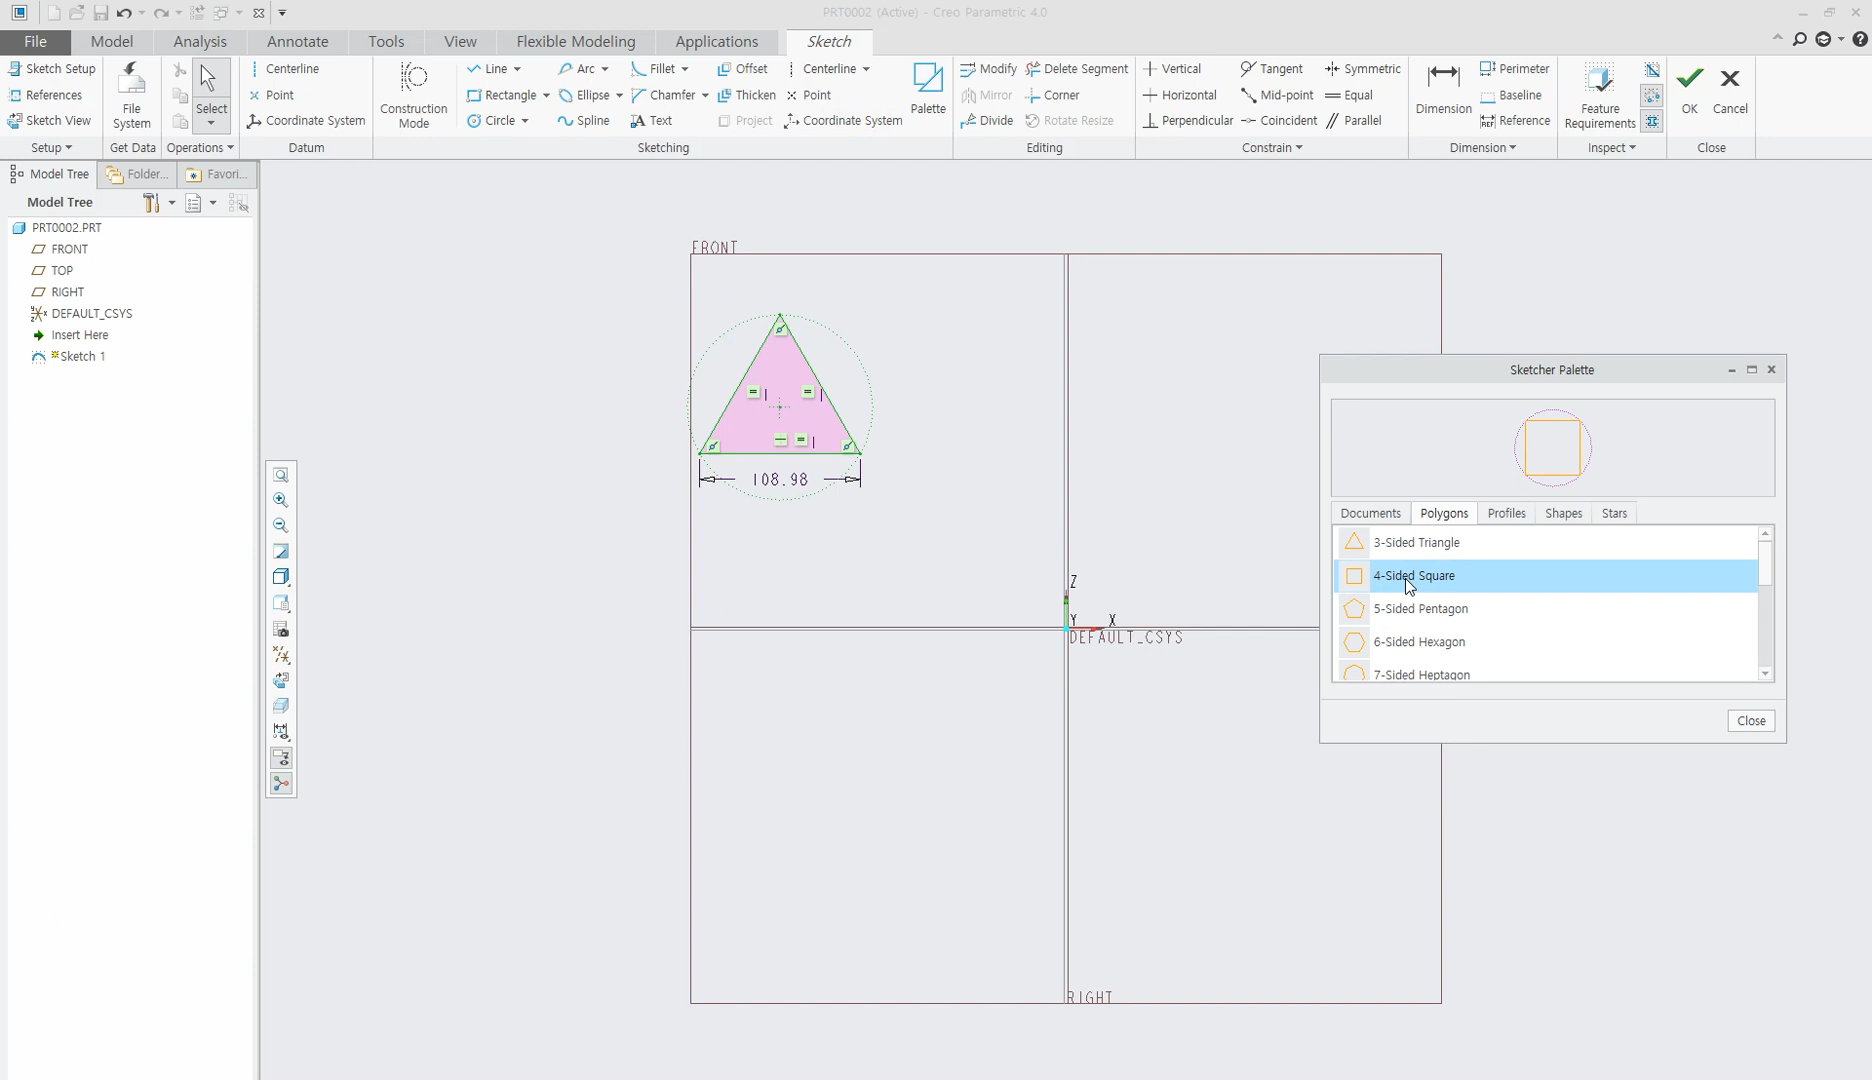 PRT0002 (Active) - Creo Parametric 4.0
File Model Analysis Annotate Tools View Flexible Modeling Applications Sketch
Sketch Setup Centerline Line Arc Fillet Offset Centerline Modify Delete Segment Vertical Tangent Symmetric Perimeter
References Point Rectangle Ellipse Chamfer Thicken Point Mirror Corner Horizontal Mid-point Equal Baseline
File System Select Construction Mode Palette Dimension Feature Requirements OK Cancel
Sketch View Coordinate System Circle Spline Text Project Coordinate System Divide Rotate Resize Perpendicular Coincident Parallel Reference
Setup Get Data Operations Datum Sketching Editing Constrain Dimension Inspect Close
Model Tree Folder... Favori...
Model Tree
PRT0002.PRT
FRONT
TOP
RIGHT
DEFAULT_CSYS
Insert Here
Sketch 1
FRONT
108.98
Z
Y X
DEFAULT_CSYS
RIGHT
Sketcher Palette
Documents Polygons Profiles Shapes Stars
3-Sided Triangle
4-Sided Square
5-Sided Pentagon
6-Sided Hexagon
7-Sided Heptagon
Close